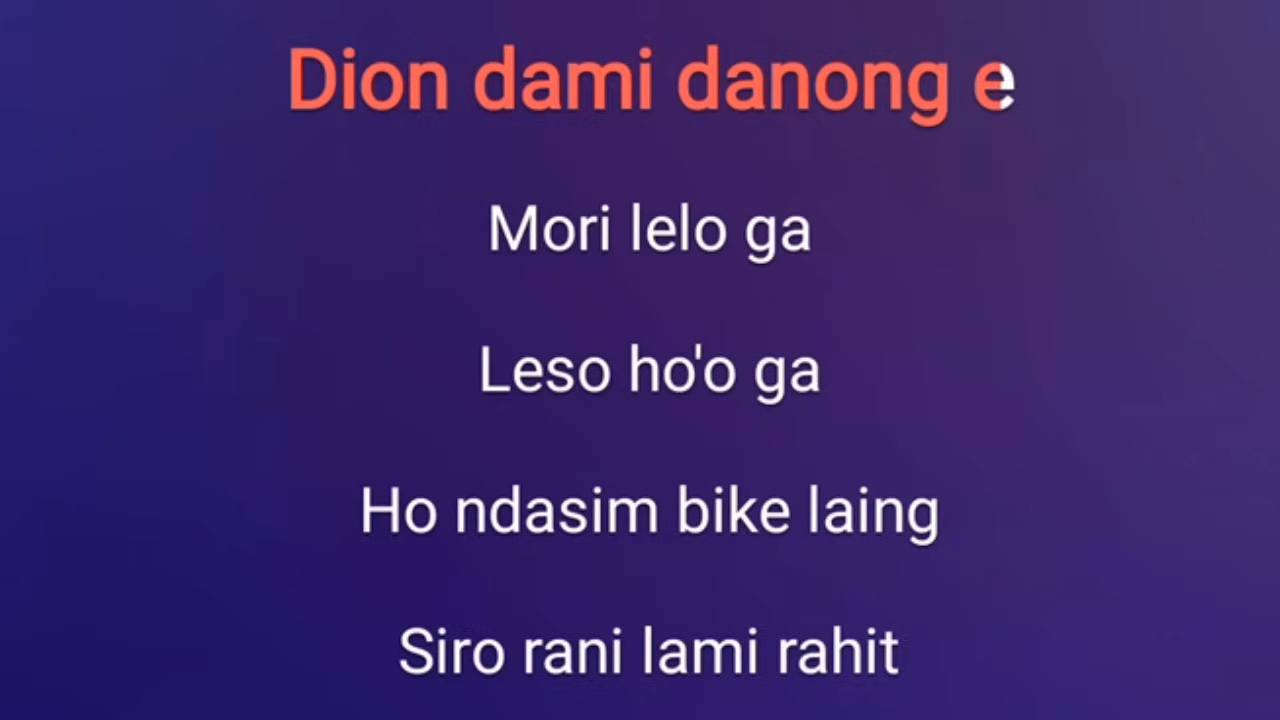 Dion dami danong e
Mori lelo ga
Leso ho'o ga
Ho ndasim bike laing
Siro rani lami rahit